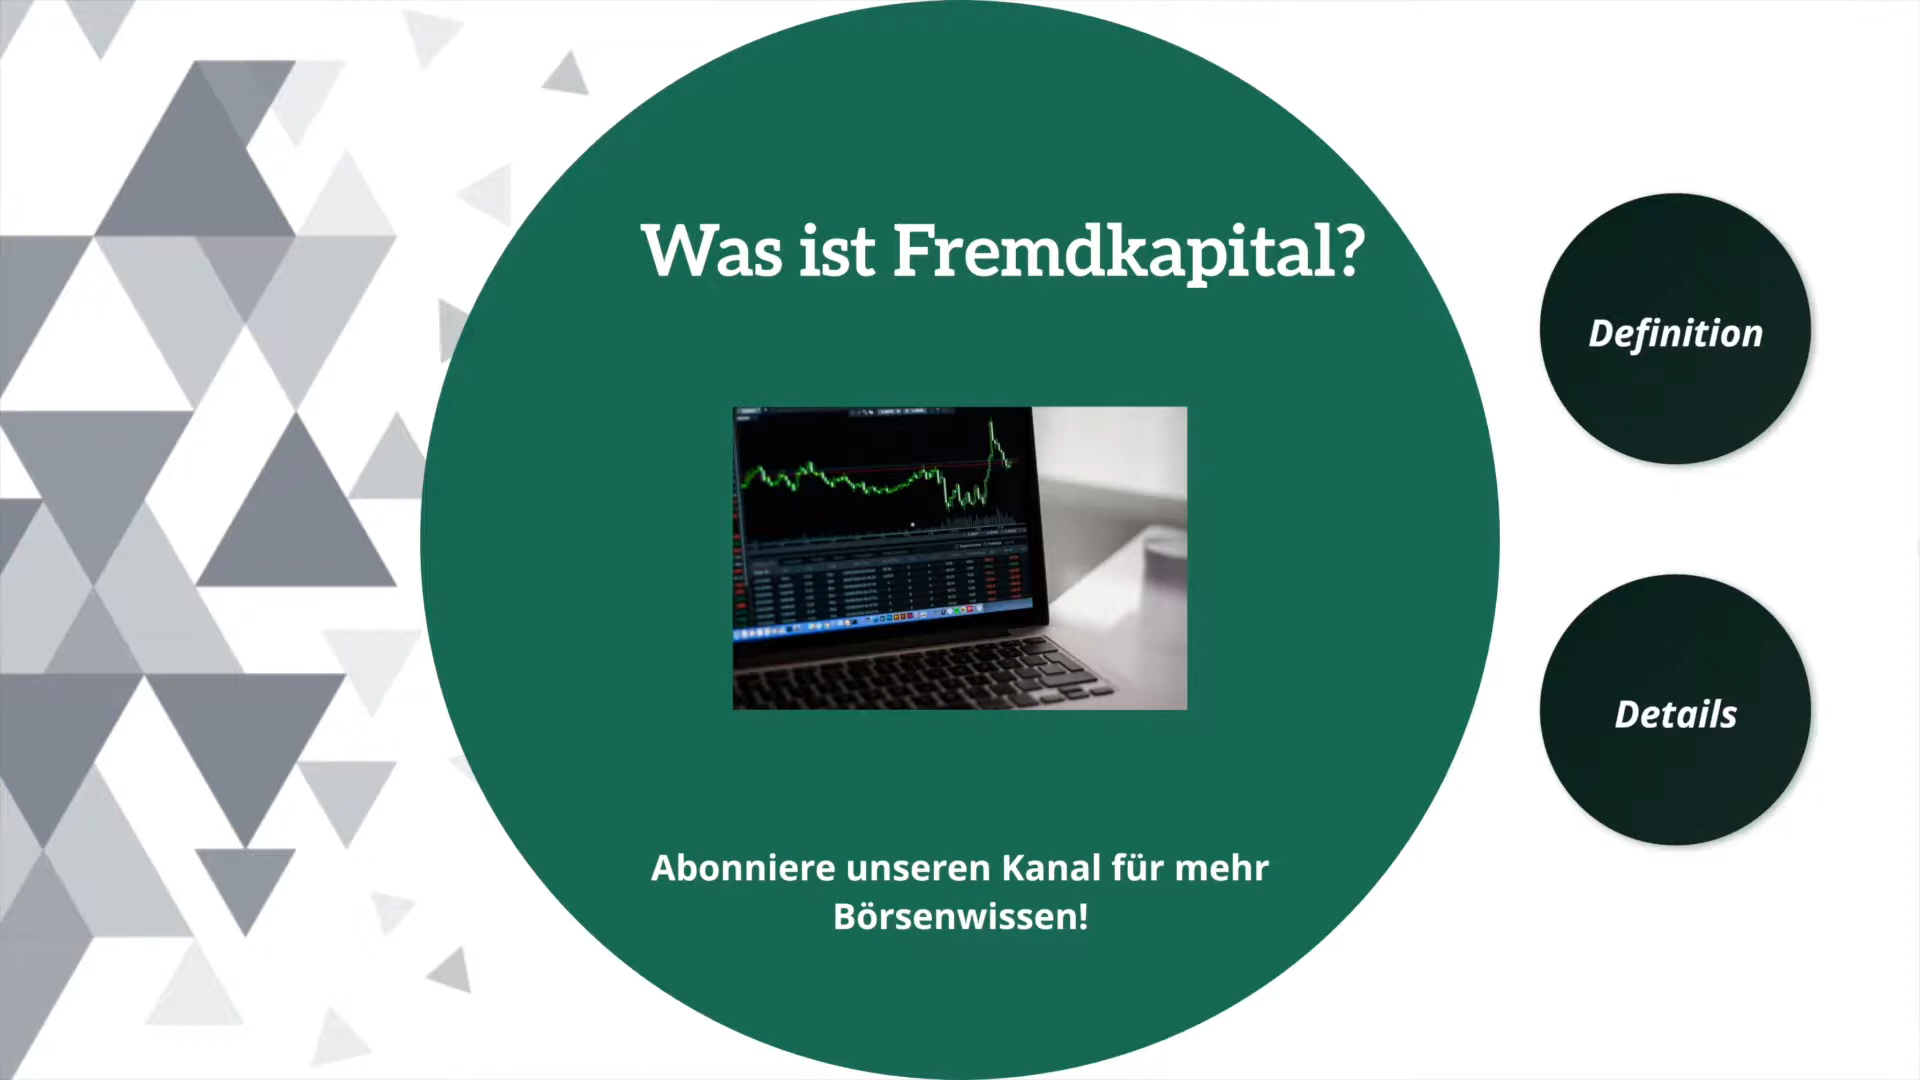 Was ist Fremdkapital?
Definition
Details
Abonniere unseren Kanal für mehr
Börsenwissen!